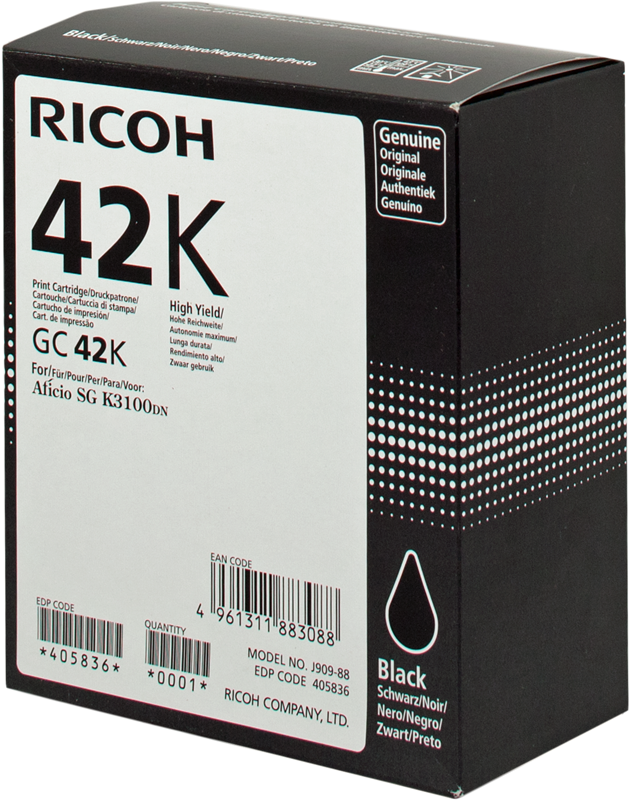 Black/Schwarz/Noir/Nero/Negro/Zwart/Preto
RICOH
42K
Print Cartridge/Druckpatrone/
Cartouche/Cartuccia di stampa/
Cartucho de impresión/
Cart. de impressão
GC 42K
High Yield/
Hohe Reichweite/
Autonomie maximum/
Lunga durata/
Rendimiento alto/
Zwaar gebruik
For/Für/Pour/Per/Para/Voor:
Aficio SG K3100DN
Genuine
Original
Originale
Authentiek
Genuíno
EAN CODE
4 961311 883088
EDP CODE
*405836*
QUANTITY
*0001*
MODEL NO. J909-88
EDP CODE 405836
RICOH COMPANY, LTD.
Black
Schwarz/Noir/
Nero/Negro/
Zwart/Preto